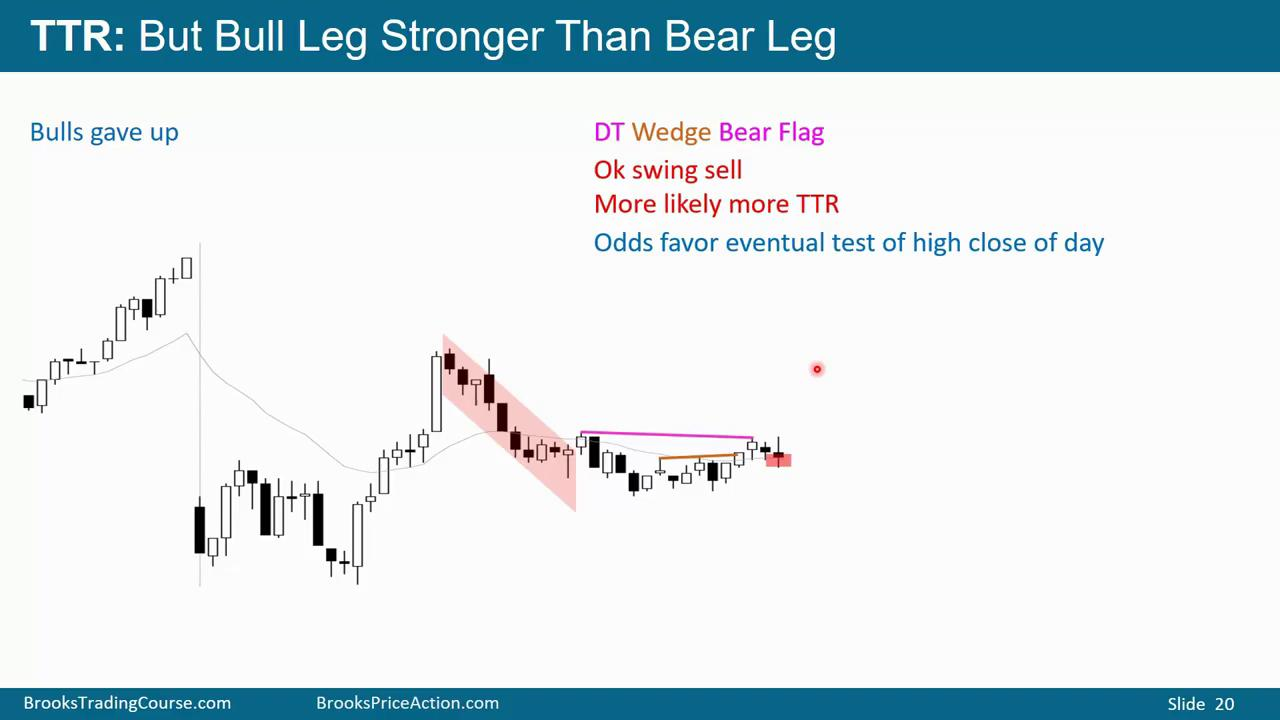 TTR: But Bull Leg Stronger Than Bear Leg
Bulls gave up
DT Wedge Bear Flag
Ok swing sell
More likely more TTR
Odds favor eventual test of high close of day
BrooksTradingCourse.com
BrooksPriceAction.com
Slide 20